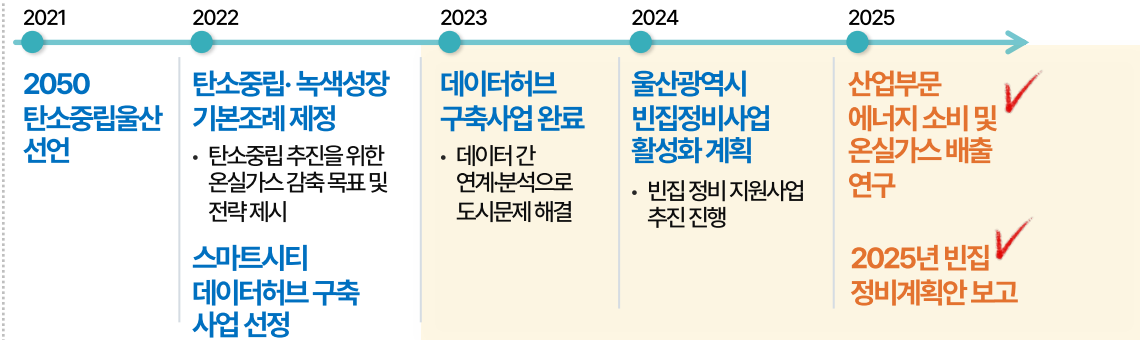 2021
2050
탄소중립울산
선언
2022
탄소중립· 녹색성장
기본조례 제정
• 탄소중립 추진을 위한
온실가스 감축 목표 및
전략 제시
스마트시티
데이터허브 구축
사업 선정
2023
데이터허브
구축사업 완료
• 데이터 간
연계·분석으로
도시문제 해결
2024
울산광역시
빈집정비사업
활성화 계획
• 빈집 정비 지원사업
추진 진행
2025
산업부문
에너지 소비 및
온실가스 배출
연구
2025년 빈집
정비계획안 보고